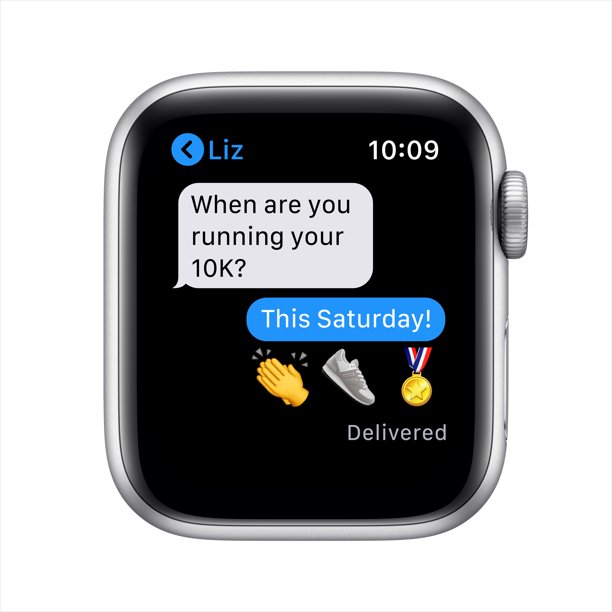 Liz
10:09
When are you
running your
10K?
This Saturday!
👏 👟 🏅
Delivered